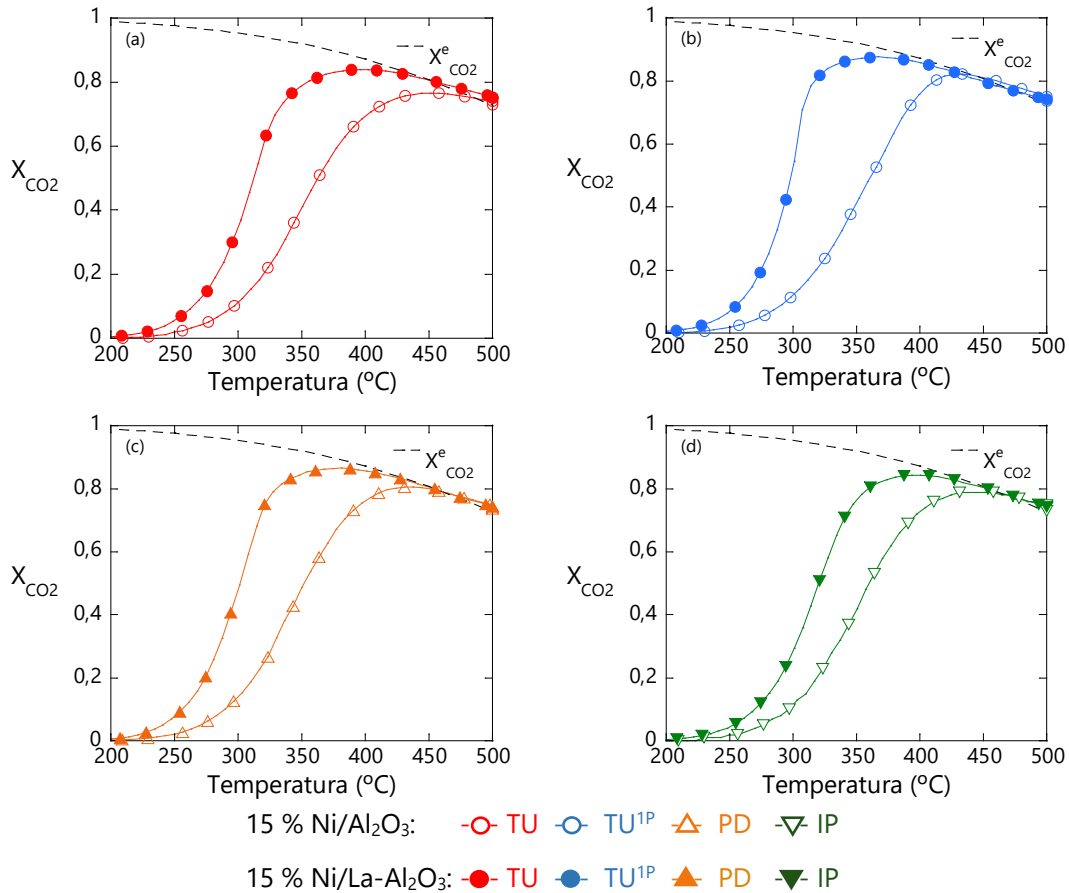 1
(a)
X^e_CO2
0,8
0,6
X_CO2
0,4
0,2
0
200 250 300 350 400 450 500
Temperatura (ºC)
1
(b)
X^e_CO2
0,8
0,6
X_CO2
0,4
0,2
0
200 250 300 350 400 450 500
Temperatura (ºC)
1
(c)
X^e_CO2
0,8
0,6
X_CO2
0,4
0,2
0
200 250 300 350 400 450 500
Temperatura (ºC)
1
(d)
X^e_CO2
0,8
0,6
X_CO2
0,4
0,2
0
200 250 300 350 400 450 500
Temperatura (ºC)
15 % Ni/Al₂O₃: TU TU¹ᴾ PD IP
15 % Ni/La-Al₂O₃: TU TU¹ᴾ PD IP